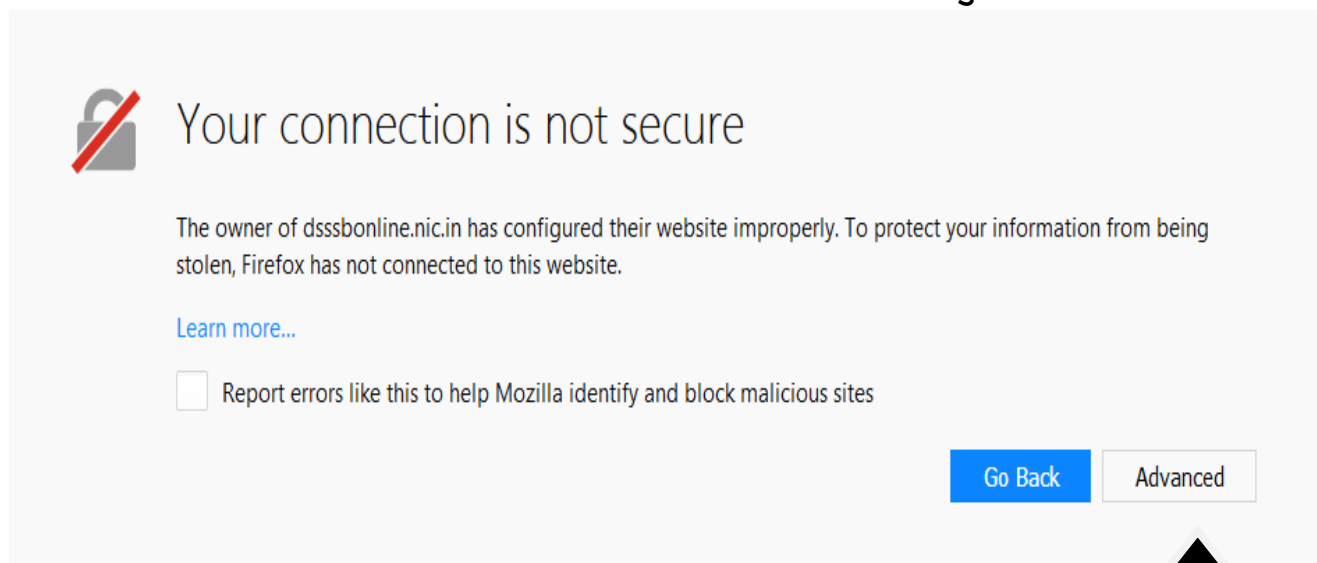 Your connection is not secure
The owner of dsssbonline.nic.in has configured their website improperly. To protect your information from being
stolen, Firefox has not connected to this website.
Learn more...
Report errors like this to help Mozilla identify and block malicious sites
Go Back
Advanced